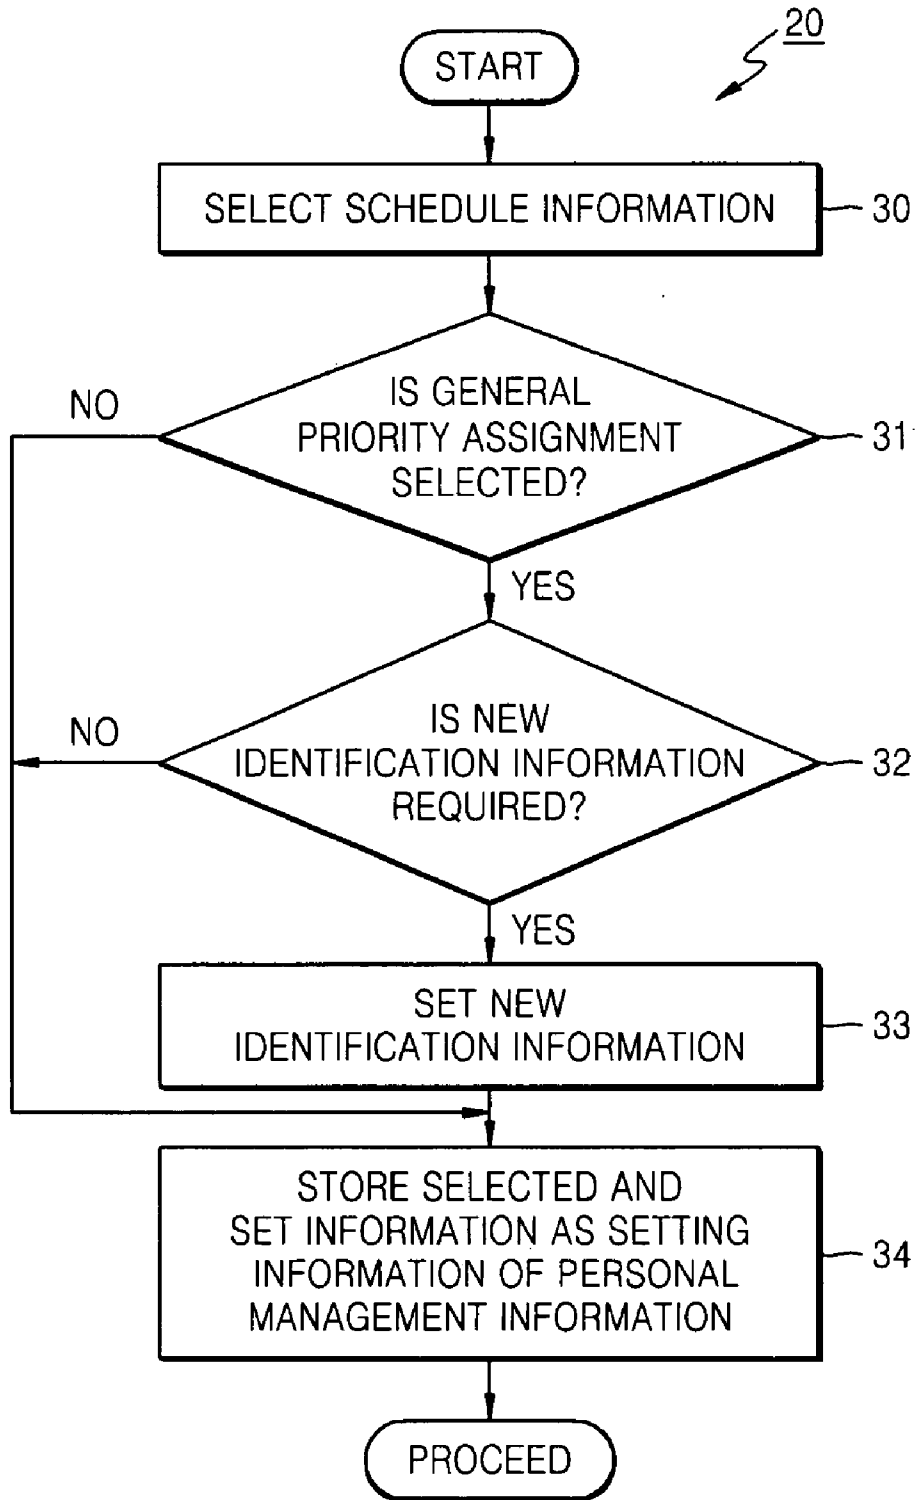 20
START
SELECT SCHEDULE INFORMATION
30
IS GENERAL
PRIORITY ASSIGNMENT
SELECTED?
NO
31
YES
IS NEW
IDENTIFICATION INFORMATION
REQUIRED?
NO
32
YES
SET NEW
IDENTIFICATION INFORMATION
33
STORE SELECTED AND
SET INFORMATION AS SETTING
INFORMATION OF PERSONAL
MANAGEMENT INFORMATION
34
PROCEED